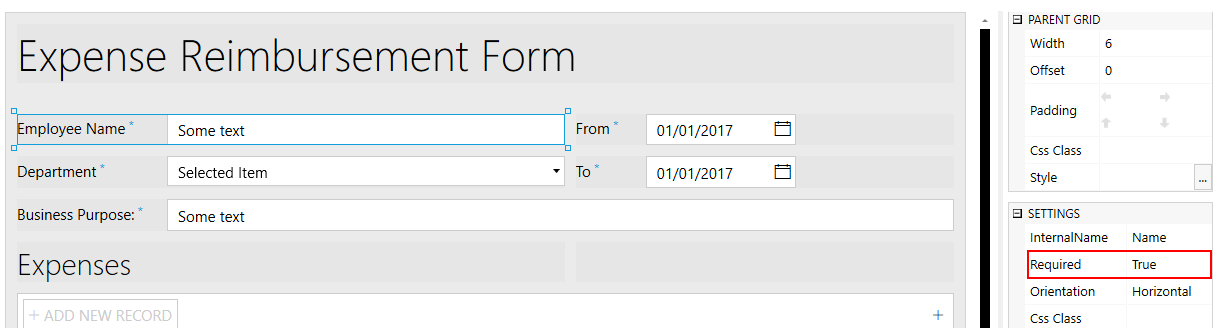 Expense Reimbursement Form
Employee Name * Some text From * 01/01/2017
Department * Selected Item To * 01/01/2017
Business Purpose: * Some text
Expenses
+ ADD NEW RECORD +
PARENT GRID
Width 6
Offset 0
Padding
Css Class
Style ...
SETTINGS
InternalName Name
Required True
Orientation Horizontal
Css Class